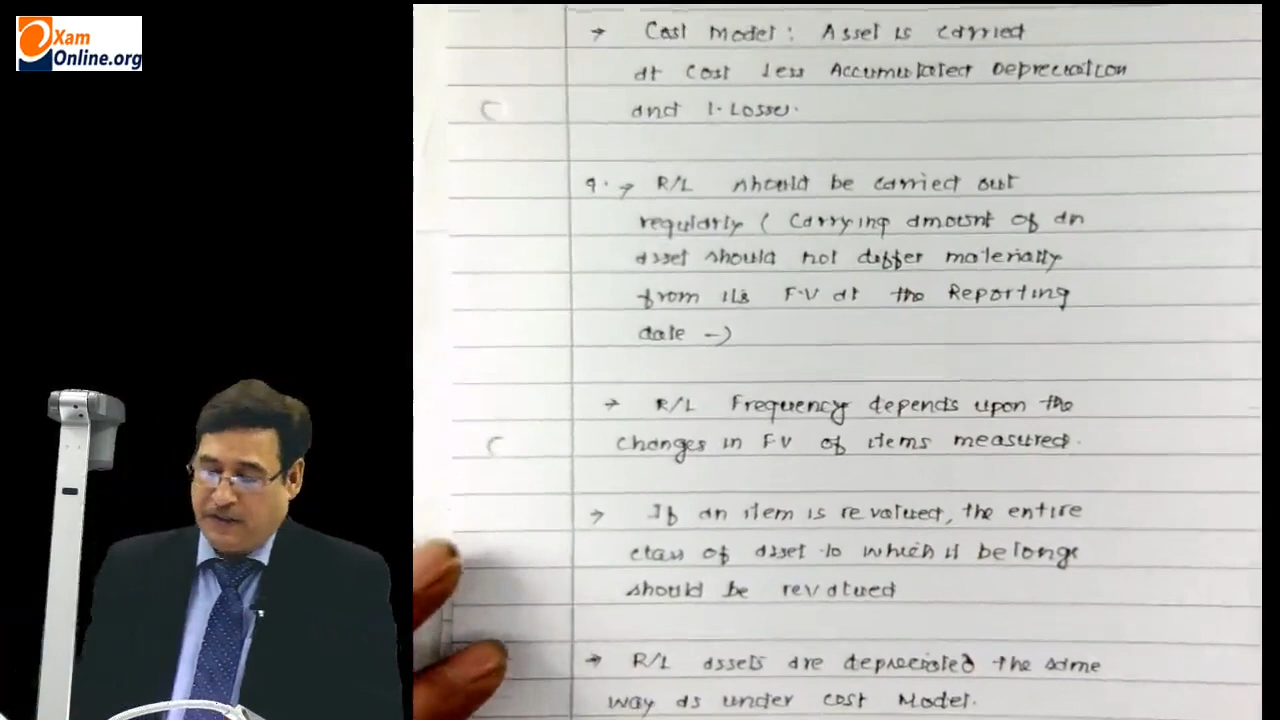 Xam
Online.org
→ Cost Model: Asset is carried
at cost less Accumulated Depreciation
and I. Losses.
9. → R/L should be carried out
regularly ( Carrying amount of an
asset should not differ materially
from its F.V at the Reporting
date -)
→ R/L Frequency depends upon the
changes in F.V of items measured.
→ If an item is revalued, the entire
class of asset to which it belongs
should be revalued
→ R/L assets are depreciated the same
way as under cost Model.